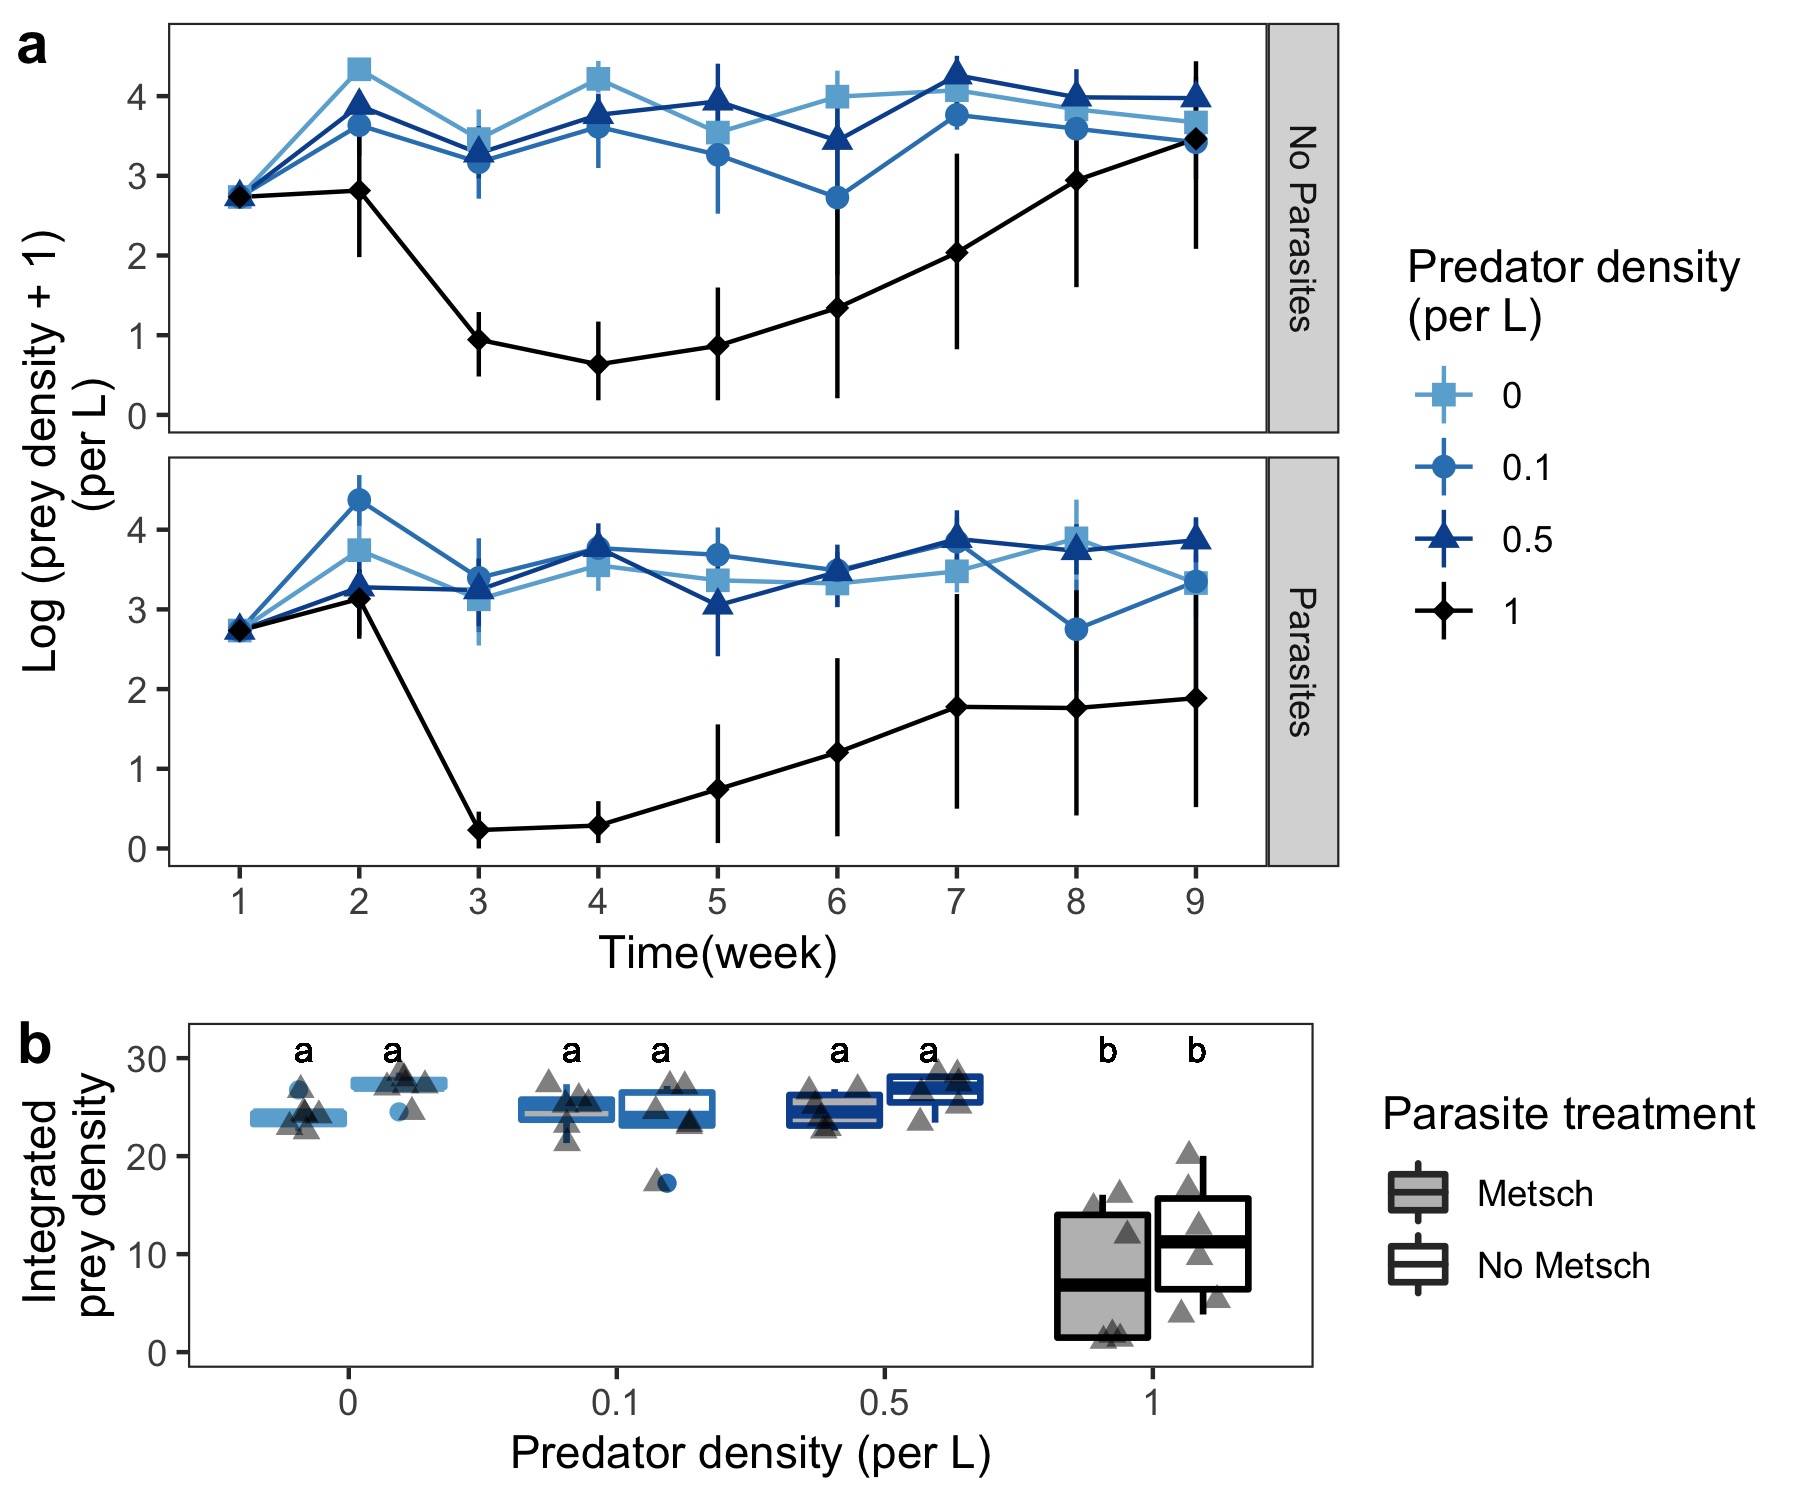 a
Log (prey density + 1)
(per L)
4
3
2
1
0
No Parasites
4
3
2
1
0
Parasites
1 2 3 4 5 6 7 8 9
Time(week)
Predator density
(per L)
0
0.1
0.5
1
b
Integrated
prey density
30
20
10
0
a a a a a a b b
0 0.1 0.5 1
Predator density (per L)
Parasite treatment
Metsch
No Metsch